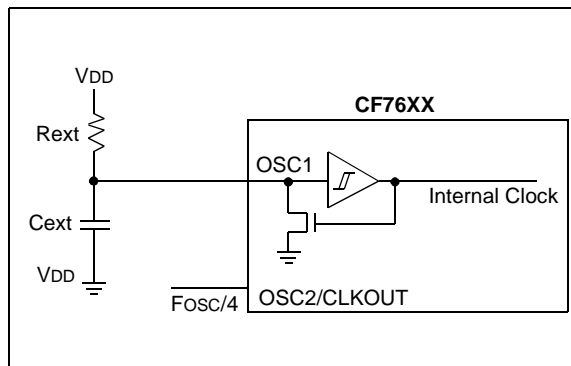 VDD
CF76XX
Rext
OSC1
Internal Clock
Cext
VDD
FOSC/4
OSC2/CLKOUT